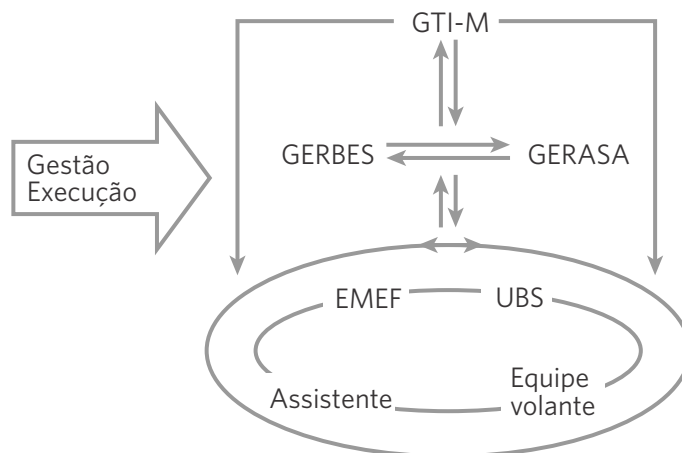 GTI-M
GERBES
GERASA
Gestão
Execução
EMEF
UBS
Assistente
Equipe
volante